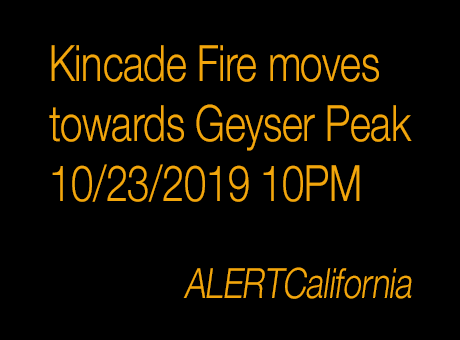 Kincade Fire moves
towards Geyser Peak
10/23/2019 10PM
ALERTCalifornia